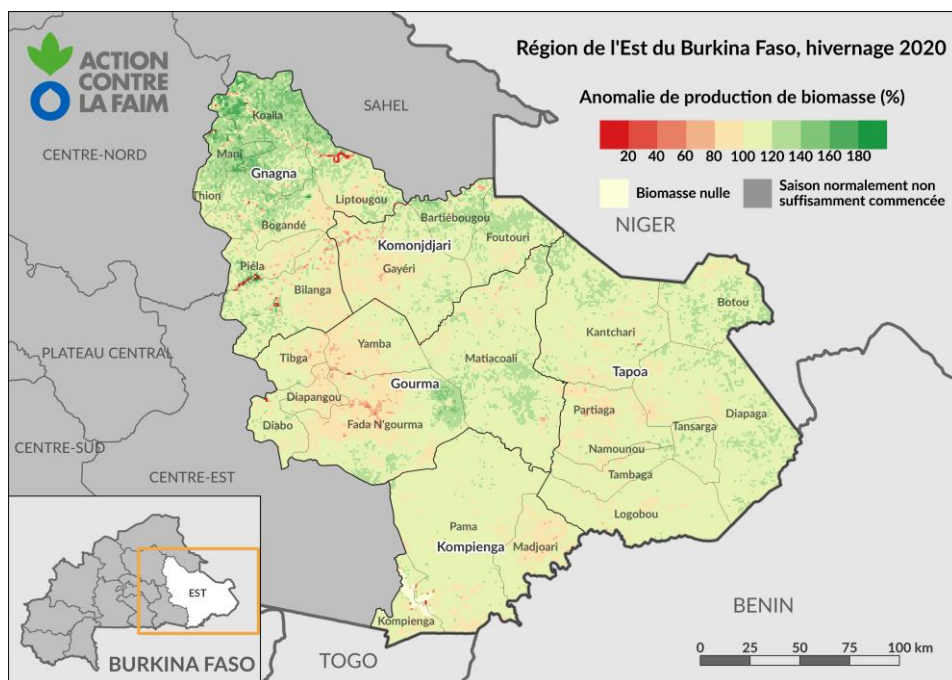 ACTION
CONTRE
LA FAIM
Région de l'Est du Burkina Faso, hivernage 2020
Anomalie de production de biomasse (%)
20 40 60 80 100 120 140 160 180
Biomasse nulle
Saison normalement non
suffisamment commencée
SAHEL
CENTRE-NORD
NIGER
Koalla
Mani
Gnagna
Thion
Liptougou
Bartiébougou
Bogandé
Foutouri
Komonjdjari
Piéla
Gayéri
Bilanga
Botou
Kantchari
PLATEAU CENTRAL
Yamba
Tibga
Matiacoali
Tapoa
Gourma
Diapangou
Partiaga
Diapaga
Diabo
Fada N'gourma
Tansarga
CENTRE-SUD
Namounou
CENTRE-EST
Tambaga
Logobou
Pama
Kompienga
Madjoari
Kompienga
EST
BURKINA FASO
TOGO
BENIN
0 25 50 75 100 km